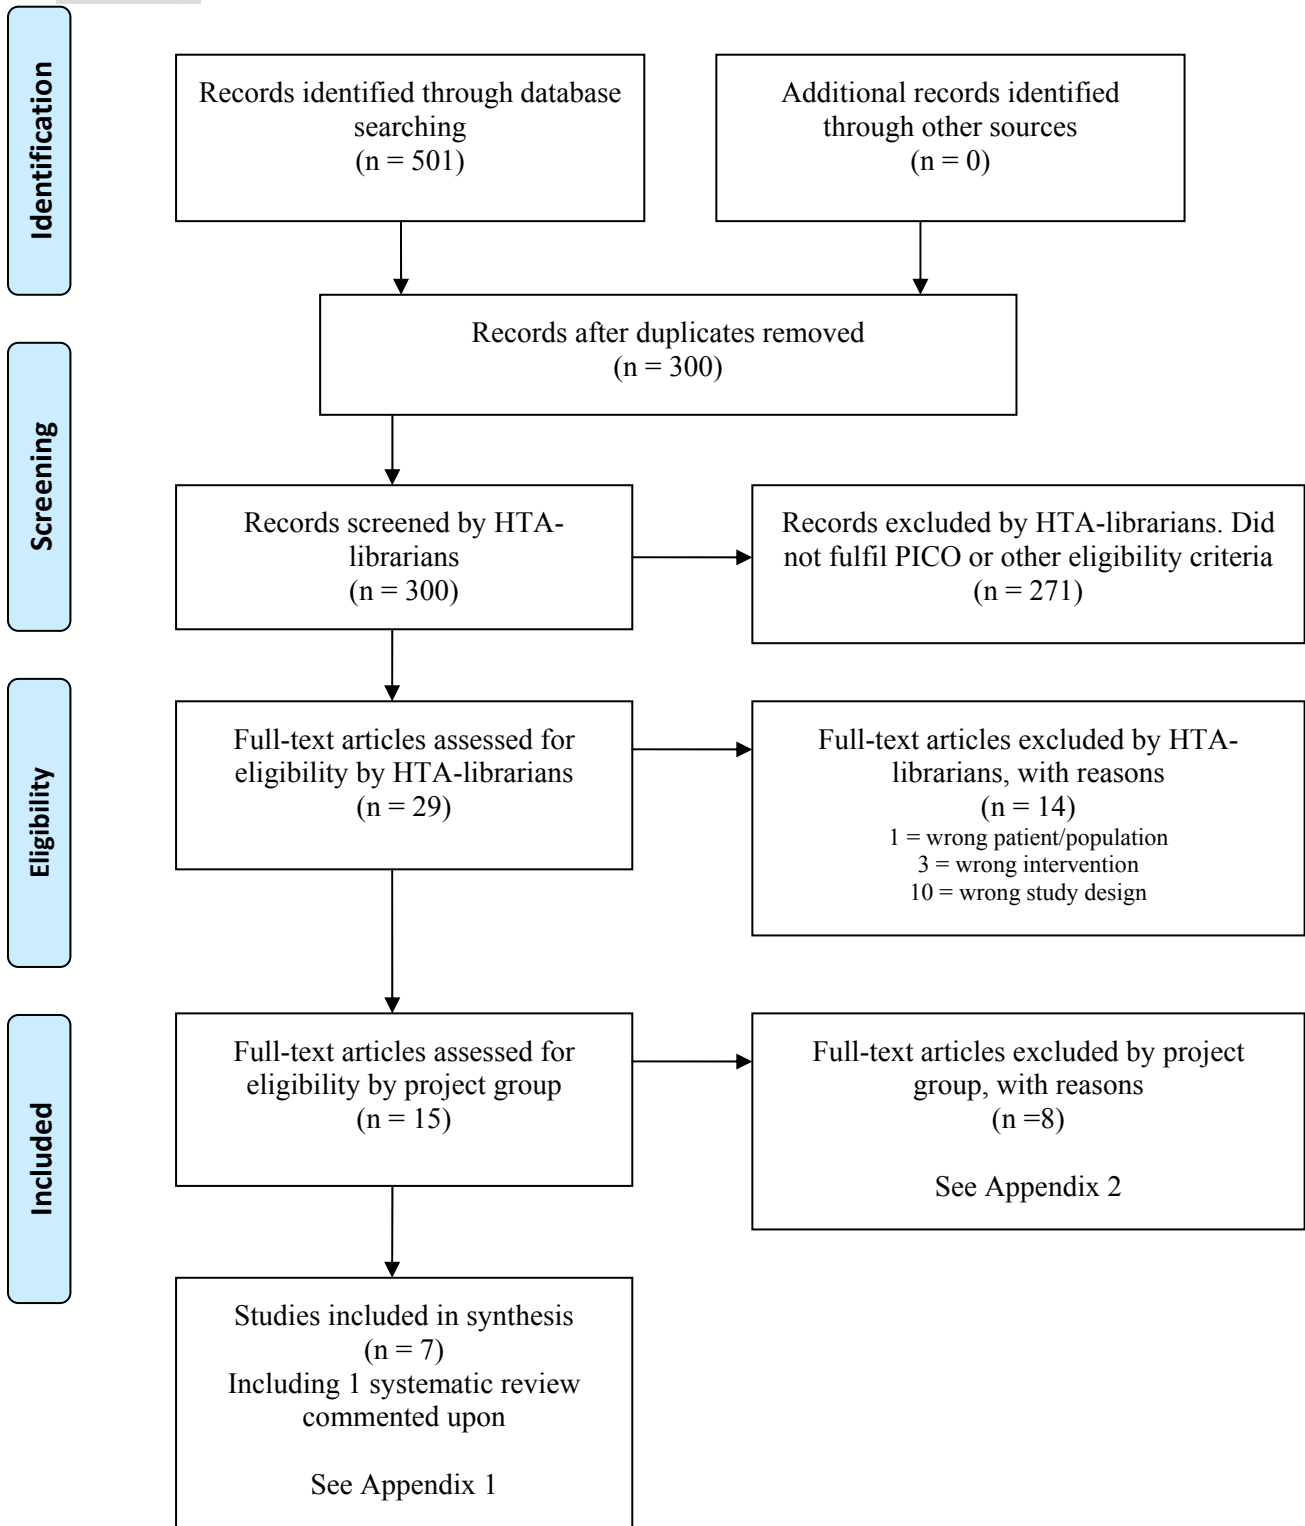 Identification
Records identified through database
searching
(n = 501)
Additional records identified
through other sources
(n = 0)
Records after duplicates removed
(n = 300)
Screening
Records screened by HTA-
librarians
(n = 300)
Records excluded by HTA-librarians. Did
not fulfil PICO or other eligibility criteria
(n = 271)
Eligibility
Full-text articles assessed for
eligibility by HTA-librarians
(n = 29)
Full-text articles excluded by HTA-
librarians, with reasons
(n = 14)
1 = wrong patient/population
3 = wrong intervention
10 = wrong study design
Included
Full-text articles assessed for
eligibility by project group
(n = 15)
Full-text articles excluded by project
group, with reasons
(n =8)
See Appendix 2
Studies included in synthesis
(n = 7)
Including 1 systematic review
commented upon
See Appendix 1